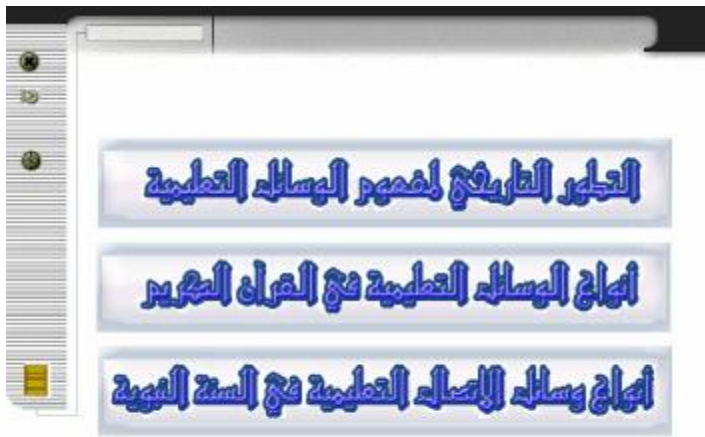 التطور التاريخي لمفهوم الوسائل التعليمية
أنواع الوسائل التعليمية في القرآن الكريم
أنواع وسائل الاتصال التعليمية في السنة النبوية